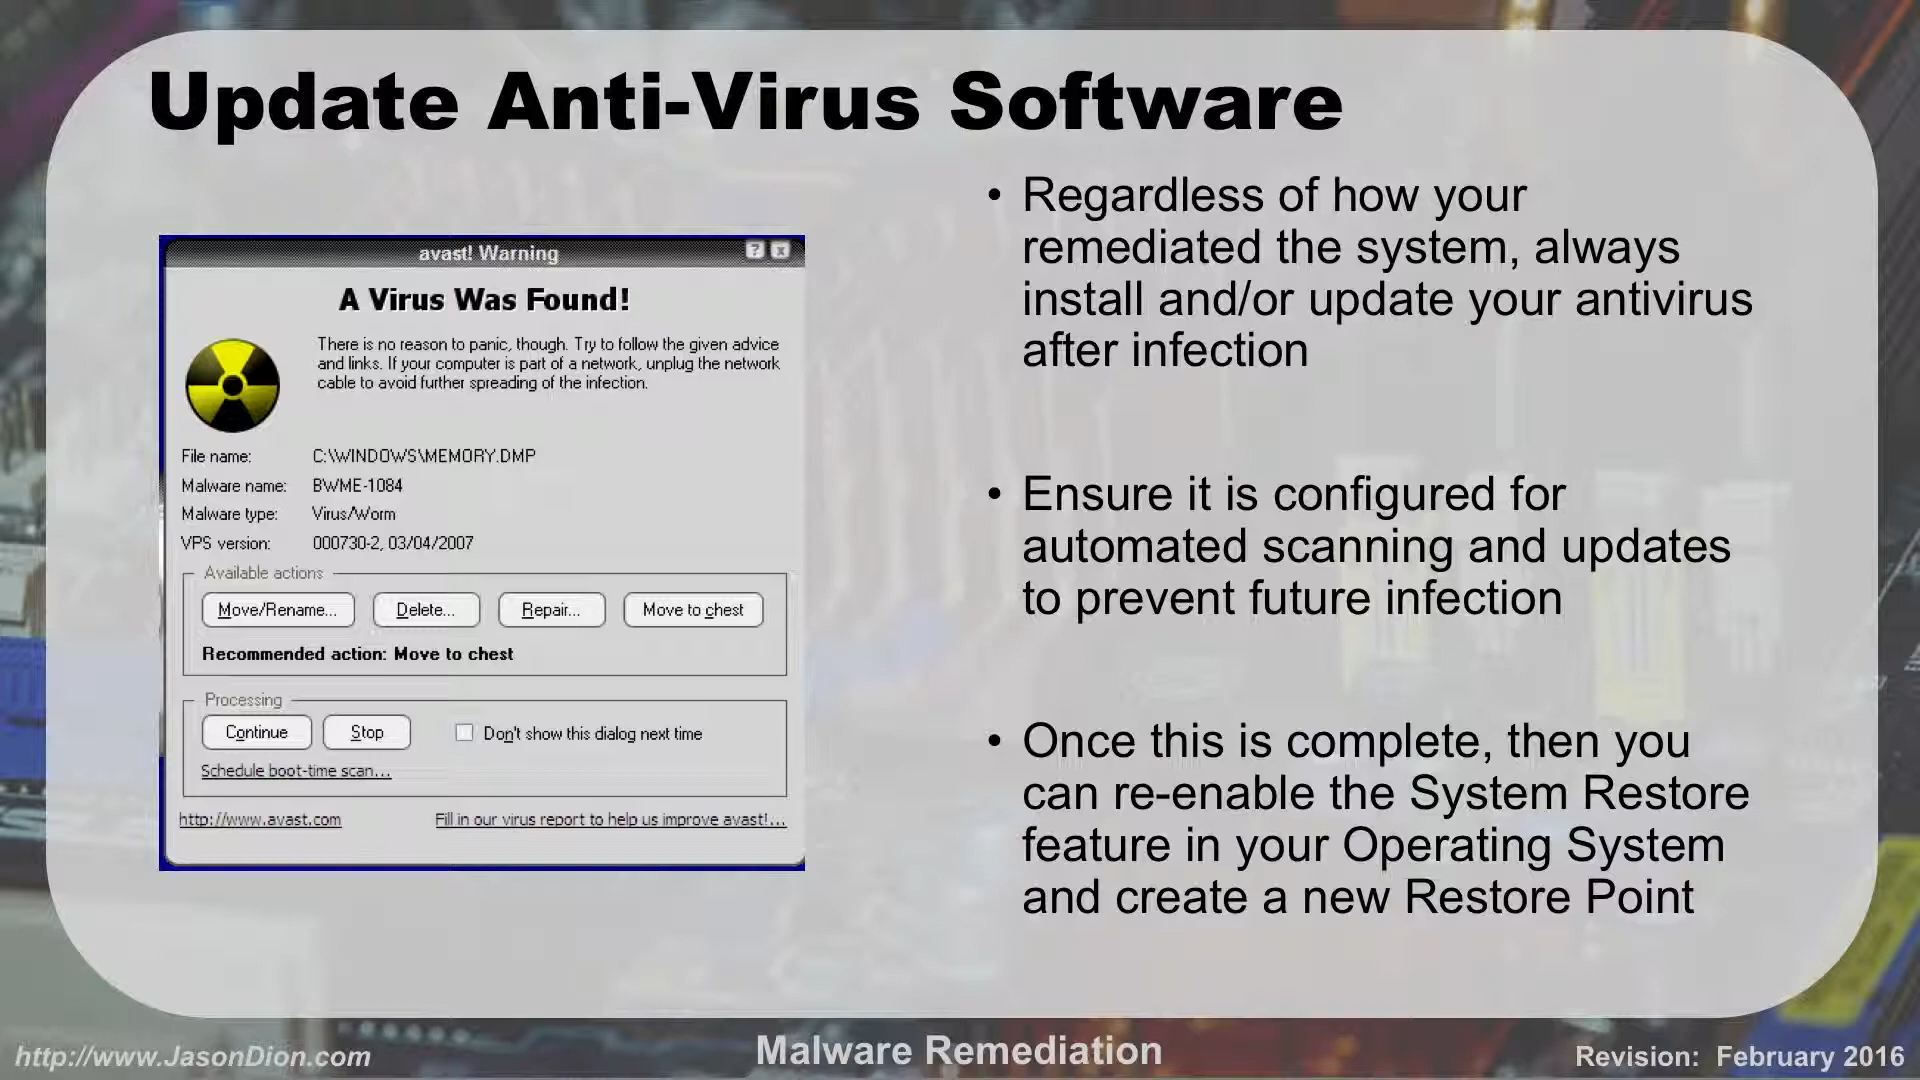 Update Anti-Virus Software
avast! Warning
A Virus Was Found!
There is no reason to panic, though. Try to follow the given advice
and links. If your computer is part of a network, unplug the network
cable to avoid further spreading of the infection.
File name: C:\WINDOWS\MEMORY.DMP
Malware name: BWME-1084
Malware type: Virus/Worm
VPS version: 000730-2, 03/04/2007
Available actions
Move/Rename... Delete... Repair... Move to chest
Recommended action: Move to chest
Processing
Continue Stop Don't show this dialog next time
Schedule boot-time scan...
http://www.avast.com Fill in our virus report to help us improve avast!...
• Regardless of how your
remediated the system, always
install and/or update your antivirus
after infection
• Ensure it is configured for
automated scanning and updates
to prevent future infection
• Once this is complete, then you
can re-enable the System Restore
feature in your Operating System
and create a new Restore Point
http://www.JasonDion.com
Malware Remediation
Revision: February 2016